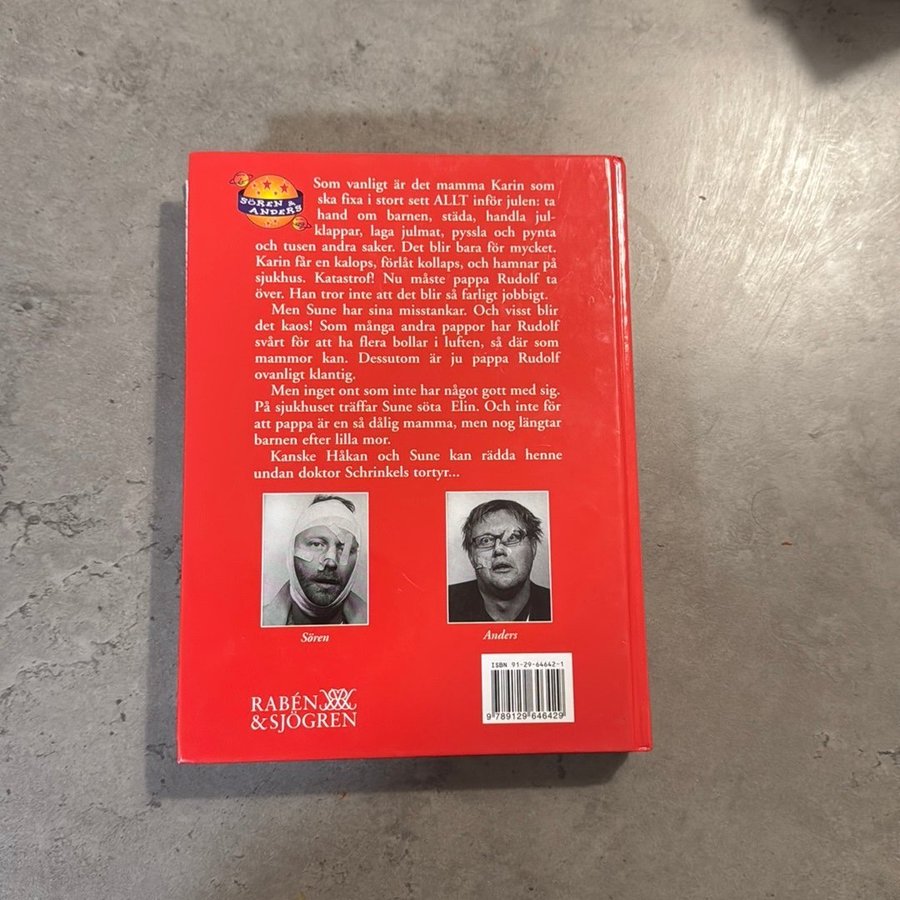 SÖREN &
ANDERS
Som vanligt är det mamma Karin som
ska fixa i stort sett ALLT inför julen: ta
hand om barnen, städa, handla jul-
klappar, laga julmat, pyssla och pynta
och tusen andra saker. Det blir bara för mycket.
Karin får en kalops, förlåt kollaps, och hamnar på
sjukhus. Katastrof! Nu måste pappa Rudolf ta
över. Han tror inte att det blir så farligt jobbigt.
Men Sune har sina misstankar. Och visst blir
det kaos! Som många andra pappor har Rudolf
svårt för att ha flera bollar i luften, så där som
mammor kan. Dessutom är ju pappa Rudolf
ovanligt klantig.
Men inget ont som inte har något gott med sig.
På sjukhuset träffar Sune söta Elin. Och inte för
att pappa är en så dålig mamma, men nog längtar
barnen efter lilla mor.
Kanske Håkan och Sune kan rädda henne
undan doktor Schrinkels tortyr...
Sören
Anders
RABÉN
&SJÖGREN
ISBN 91-29-64642-1
9 789129 646429